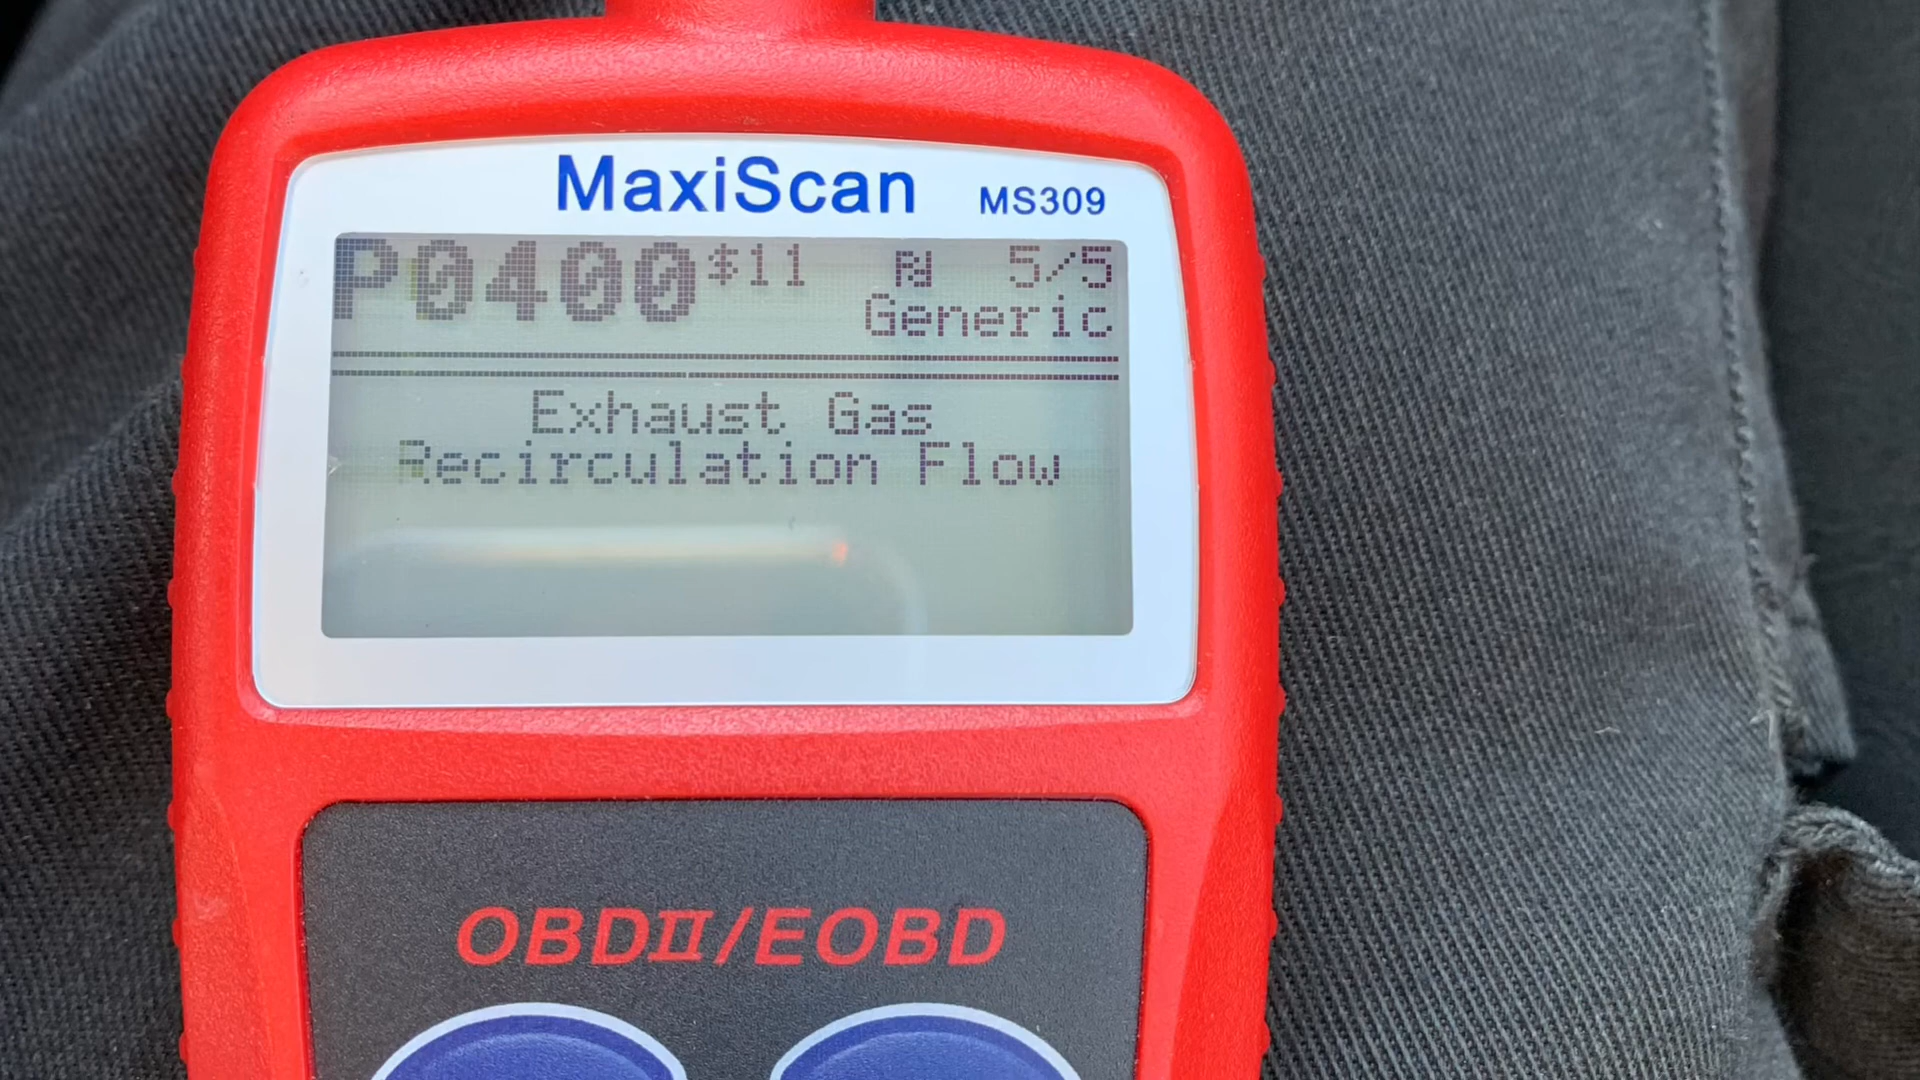 MaxiScan MS309
P0400 $11 5/5
Generic
Exhaust Gas
Recirculation Flow
OBDII/EOBD